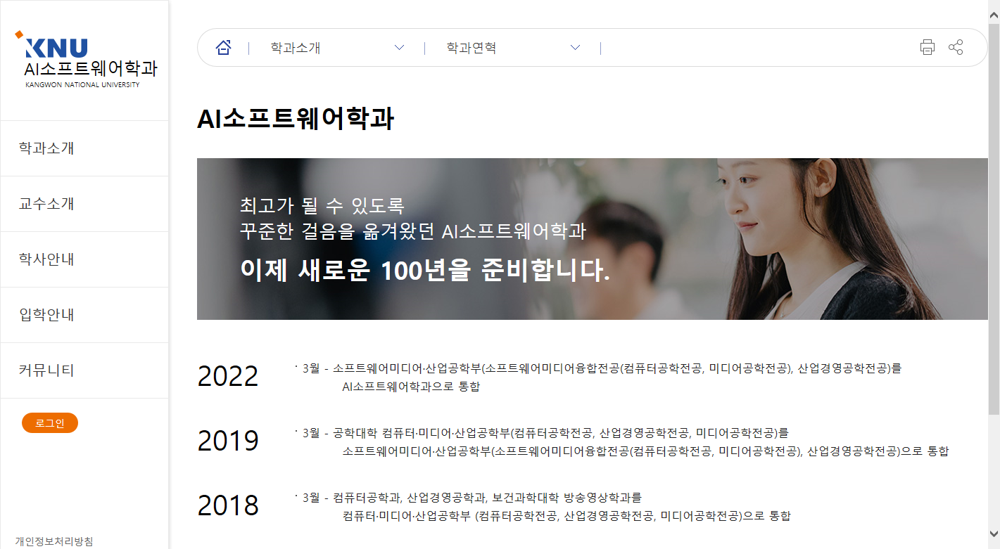 KNU
AI소프트웨어학과
KANGWON NATIONAL UNIVERSITY
학과소개
교수소개
학사안내
입학안내
커뮤니티
로그인
개인정보처리방침
학과소개
학과연혁
AI소프트웨어학과
최고가 될 수 있도록
꾸준한 걸음을 옮겨왔던 AI소프트웨어학과
이제 새로운 100년을 준비합니다.
2022
· 3월 - 소프트웨어미디어·산업공학부(소프트웨어미디어융합전공(컴퓨터공학전공, 미디어공학전공), 산업경영공학전공)를
AI소프트웨어학과으로 통합
2019
· 3월 - 공학대학 컴퓨터·미디어·산업공학부(컴퓨터공학전공, 산업경영공학전공, 미디어공학전공)를
소프트웨어미디어·산업공학부(소프트웨어미디어융합전공(컴퓨터공학전공, 미디어공학전공), 산업경영공학전공)으로 통합
2018
· 3월 - 컴퓨터공학과, 산업경영공학과, 보건과학대학 방송영상학과를
컴퓨터·미디어·산업공학부 (컴퓨터공학전공, 산업경영공학전공, 미디어공학전공)으로 통합